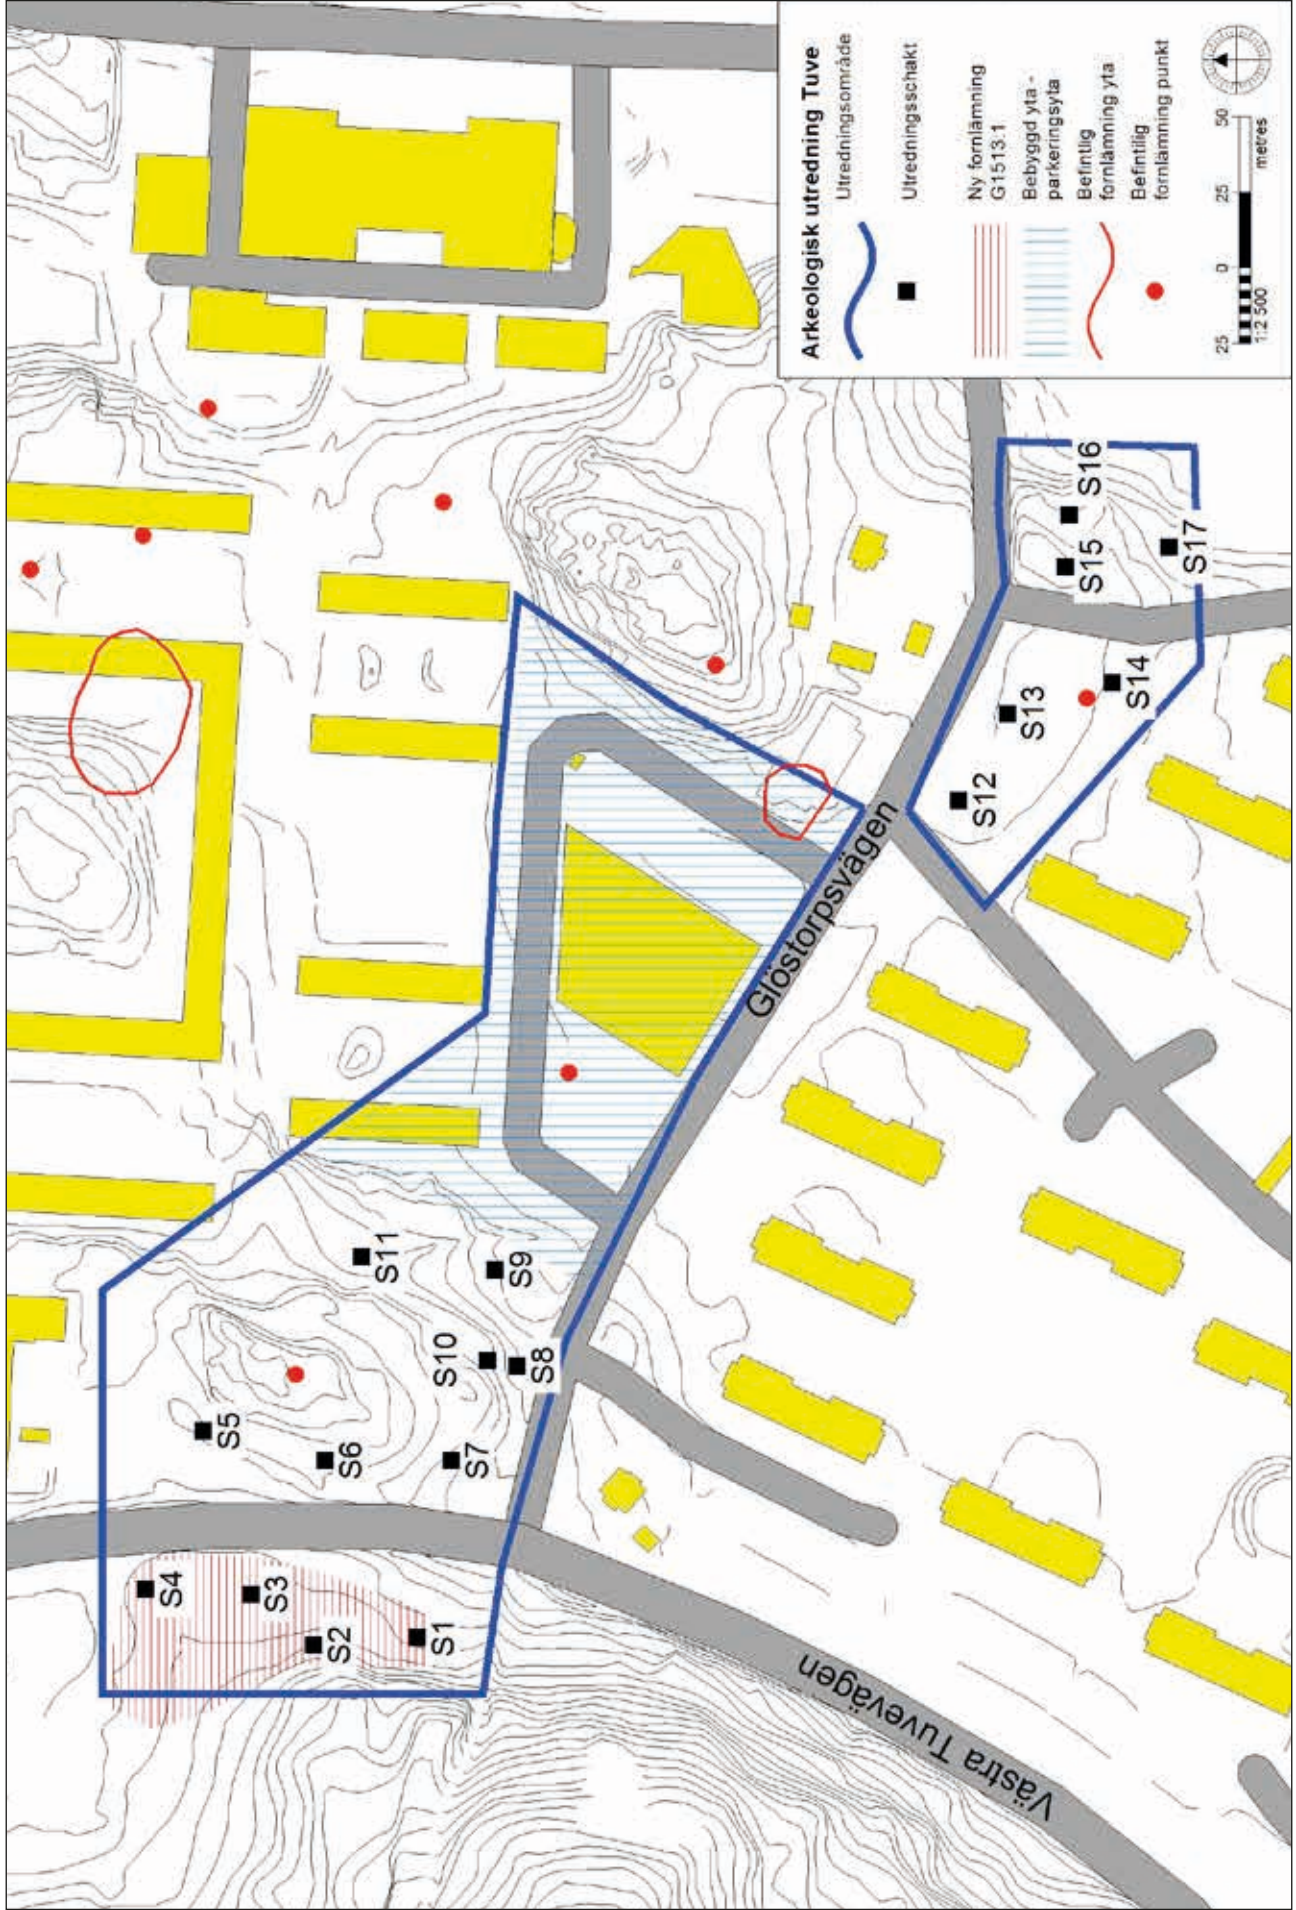 Arkeologisk utredning Tuve
Utredningsområde
Utredningsschakt
Ny fornlämning
G1513:1
Bebyggd yta -
parkeringsyta
Befintlig
fornlämning yta
Befintilig
fornlämning punkt
25 0 25 50
1:2 500 metres
S4
S3
S2
S1
S5
S6
S7
S10
S8
S11
S9
Glöstorpsvägen
Västra Tuvevägen
S12
S13
S14
S15
S16
S17